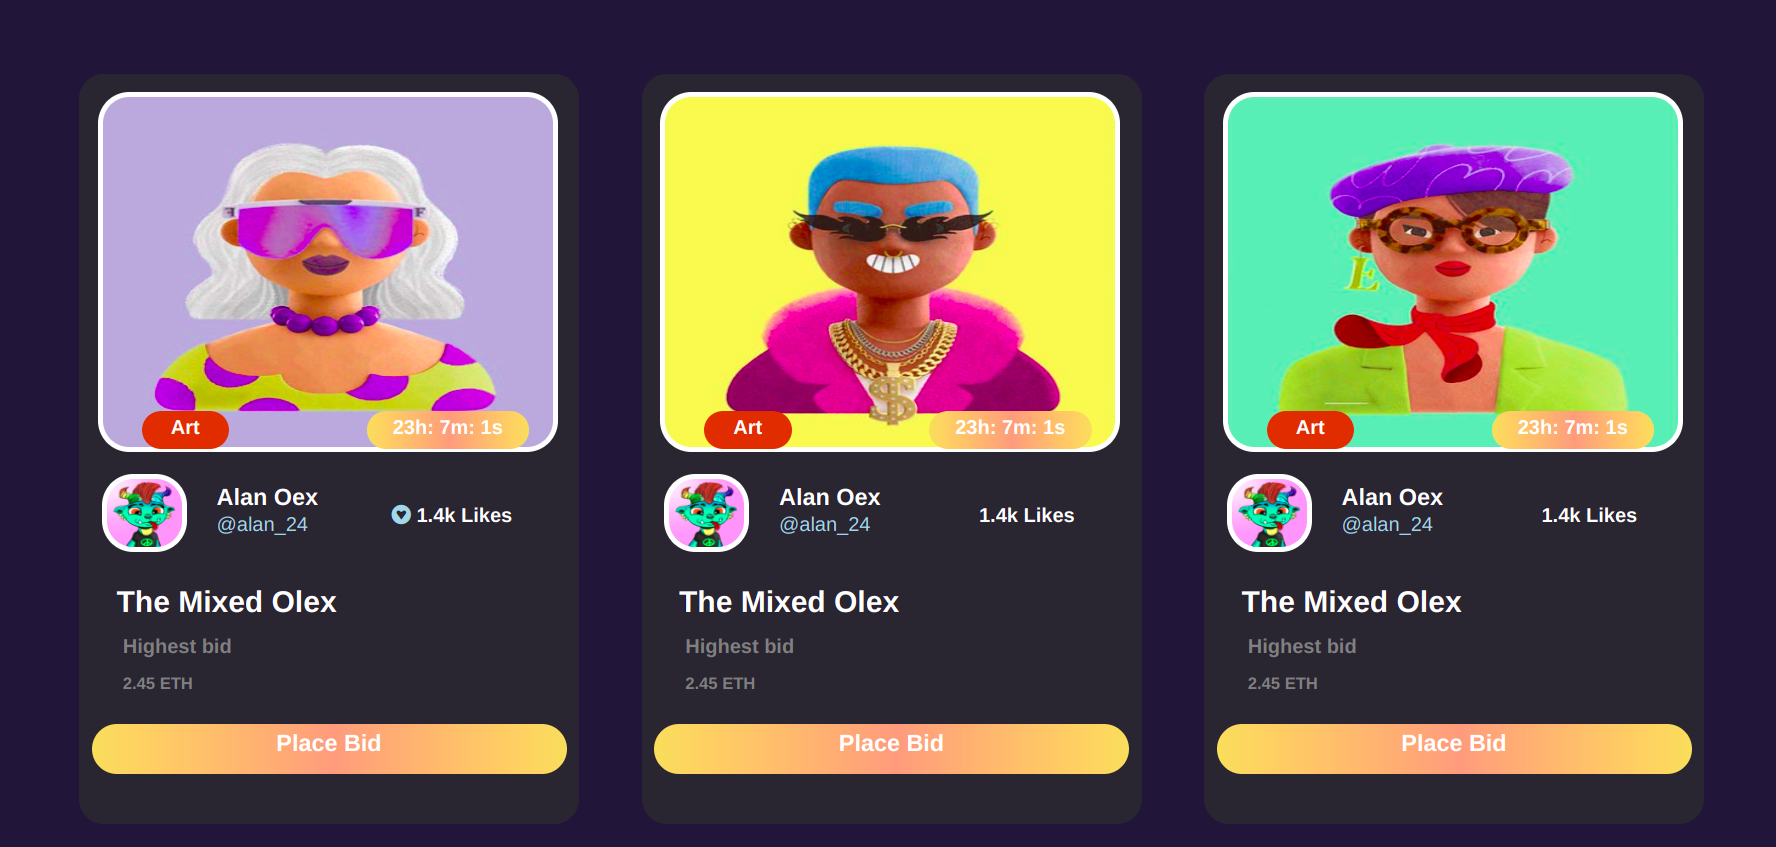 Art
23h: 7m: 1s
Alan Oex
@alan_24
1.4k Likes
The Mixed Olex
Highest bid
2.45 ETH
Place Bid
Art
23h: 7m: 1s
Alan Oex
@alan_24
1.4k Likes
The Mixed Olex
Highest bid
2.45 ETH
Place Bid
E
Art
23h: 7m: 1s
Alan Oex
@alan_24
1.4k Likes
The Mixed Olex
Highest bid
2.45 ETH
Place Bid